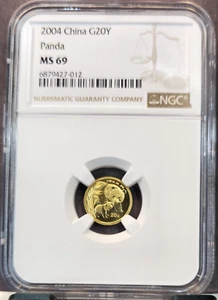 2004 China G20Y
Panda
MS 69
6879427-012
NUMISMATIC GUARANTY COMPANY
NGC